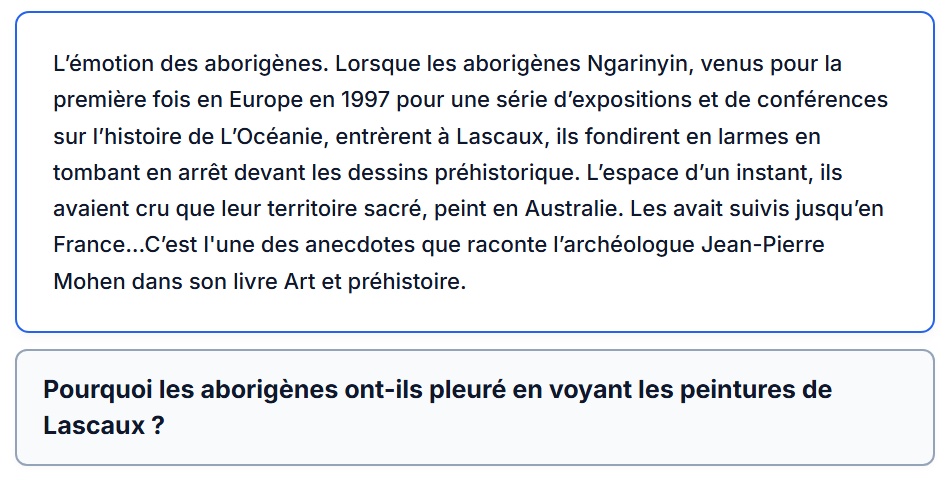 L’émotion des aborigènes. Lorsque les aborigènes Ngarinyin, venus pour la
première fois en Europe en 1997 pour une série d’expositions et de conférences
sur l’histoire de L’Océanie, entrèrent à Lascaux, ils fondirent en larmes en
tombant en arrêt devant les dessins préhistorique. L’espace d’un instant, ils
avaient cru que leur territoire sacré, peint en Australie. Les avait suivis jusqu’en
France...C’est l'une des anecdotes que raconte l’archéologue Jean-Pierre
Mohen dans son livre Art et préhistoire.
Pourquoi les aborigènes ont-ils pleuré en voyant les peintures de
Lascaux ?